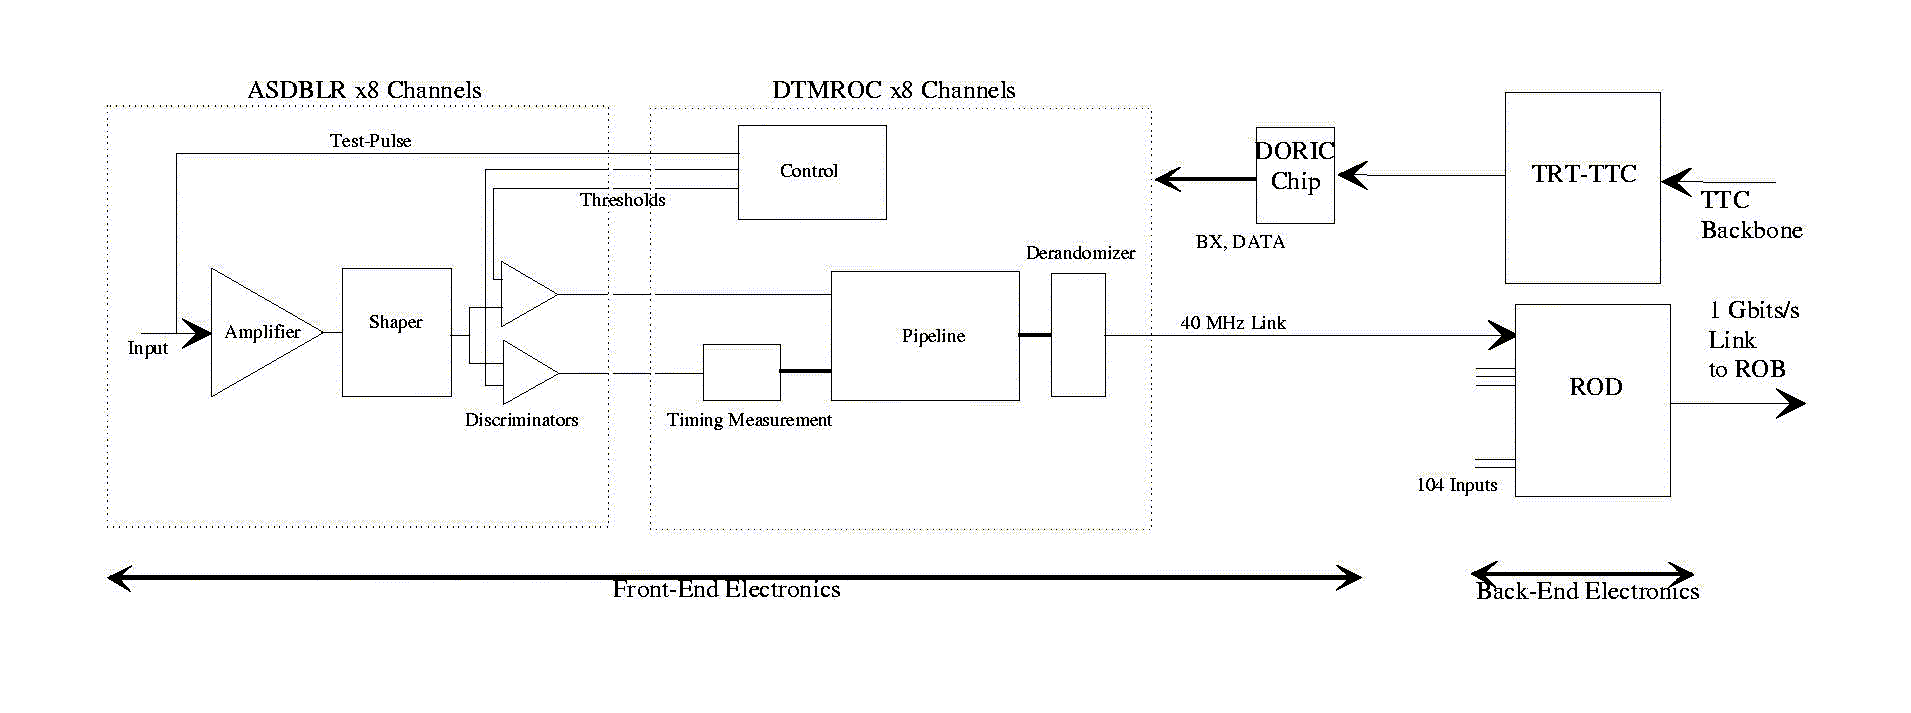 ASDBLR x8 Channels
DTMROC x8 Channels
Test-Pulse
Control
Thresholds
DORIC
Chip
TRT-TTC
TTC
Backbone
BX, DATA
Derandomizer
Input
Amplifier
Shaper
Discriminators
Timing Measurement
Pipeline
40 MHz Link
1 Gbits/s
Link
to ROB
ROD
104 Inputs
Front-End Electronics
Back-End Electronics